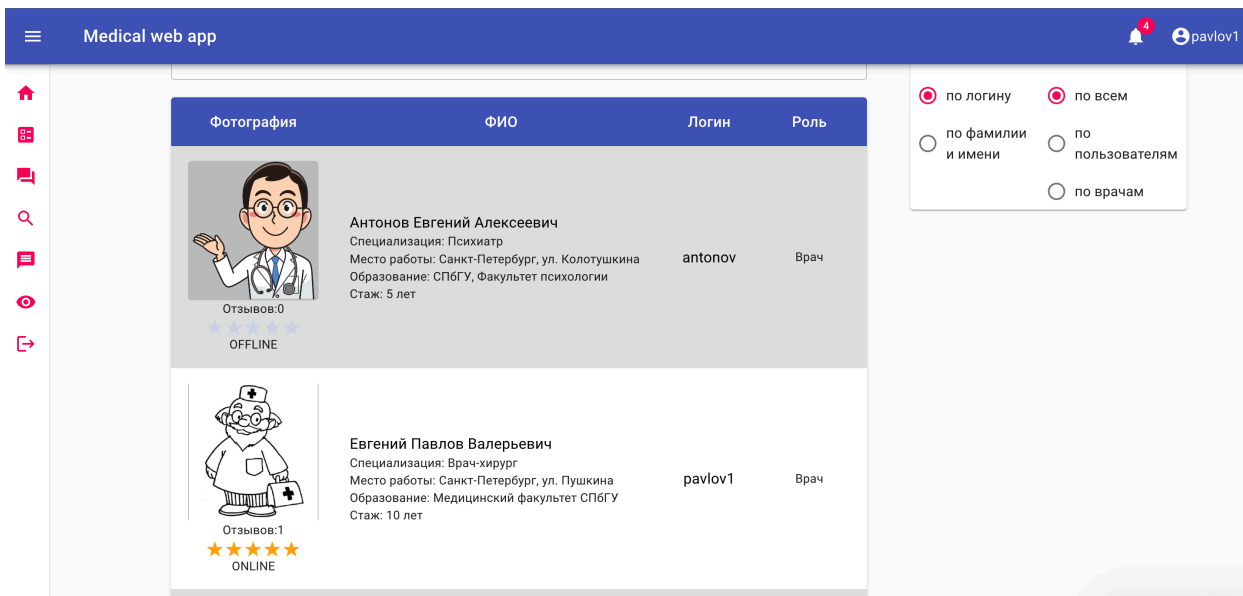 Medical web app
4
pavlov1
Фотография ФИО Логин Роль
Антонов Евгений Алексеевич
Специализация: Психиатр
Место работы: Санкт-Петербург, ул. Колотушкина
Образование: СПбГУ, Факультет психологии
Стаж: 5 лет
antonov
Врач
Отзывов:0
OFFLINE
Евгений Павлов Валерьевич
Специализация: Врач-хирург
Место работы: Санкт-Петербург, ул. Пушкина
Образование: Медицинский факультет СПбГУ
Стаж: 10 лет
pavlov1
Врач
Отзывов:1
ONLINE
по логину
по фамилии
и имени
по всем
по
пользователям
по врачам